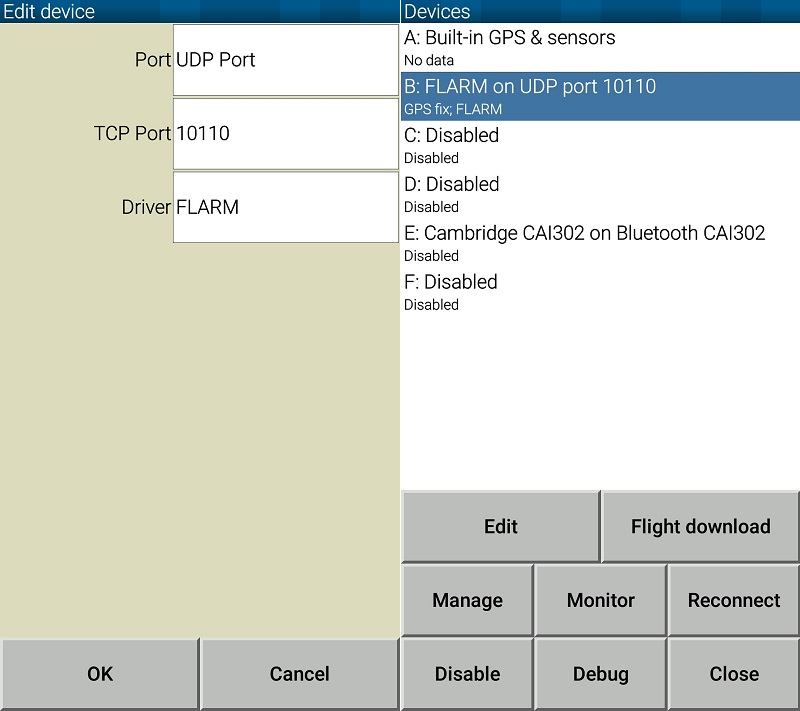 Edit device
Port UDP Port
TCP Port 10110
Driver FLARM
OK Cancel
Devices
A: Built-in GPS & sensors
No data
B: FLARM on UDP port 10110
GPS fix; FLARM
C: Disabled
Disabled
D: Disabled
Disabled
E: Cambridge CAI302 on Bluetooth CAI302
Disabled
F: Disabled
Disabled
Edit Flight download
Manage Monitor Reconnect
Disable Debug Close